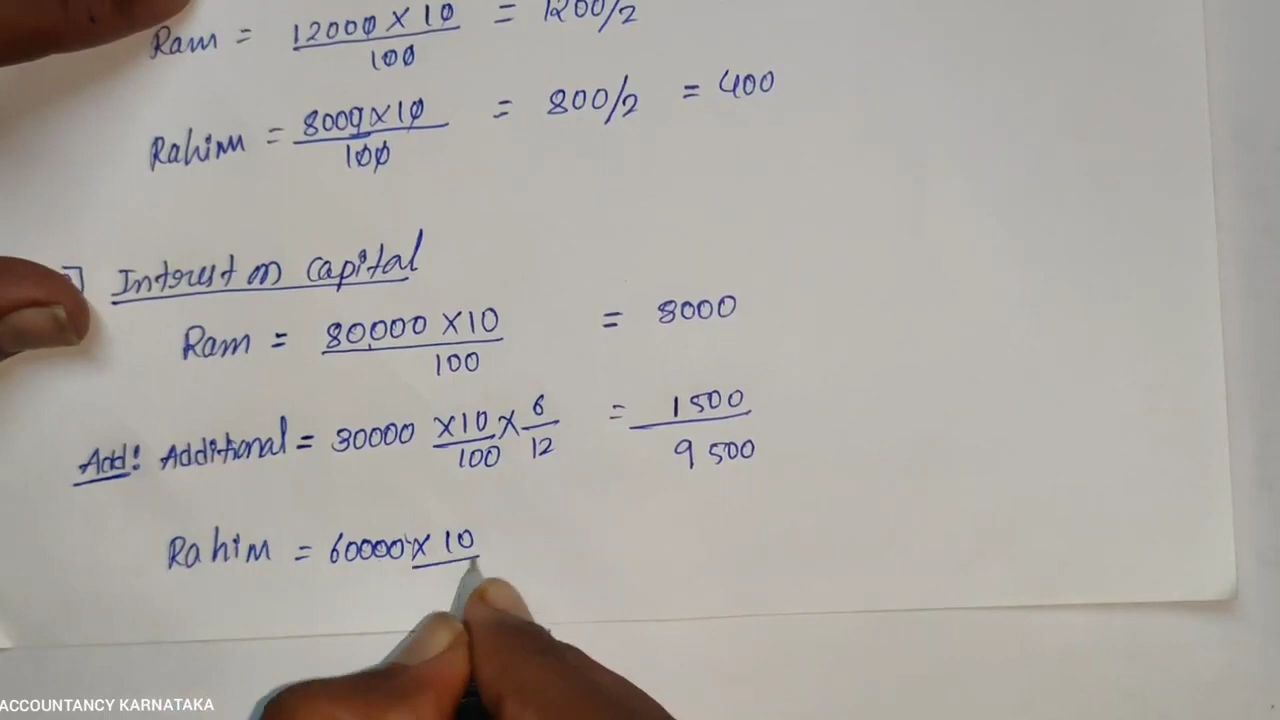 Ram = 12000 X 10 / 100 = 1200/2
Rahim = 8000 X 10 / 100 = 800/2 = 400
Interest on capital
Ram = 80,000 X 10 / 100 = 8000
Add: Additional = 30000 X 10 / 100 X 6 / 12 = 1500
9500
Rahim = 60000 X 10
ACCOUNTANCY KARNATAKA